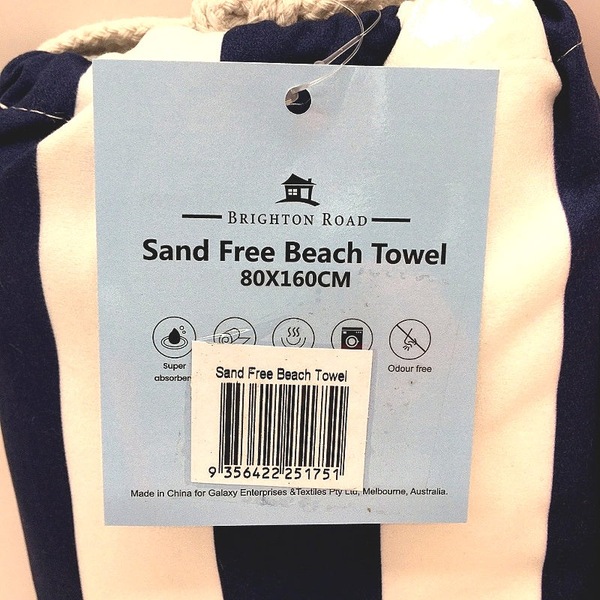 BRIGHTON ROAD
Sand Free Beach Towel
80X160CM
Super
absorben
Odour free
Sand Free Beach Towel
9 356422 251751
Made in China for Galaxy Enterprises &Textiles Pty Ltd, Melbourne, Australia.